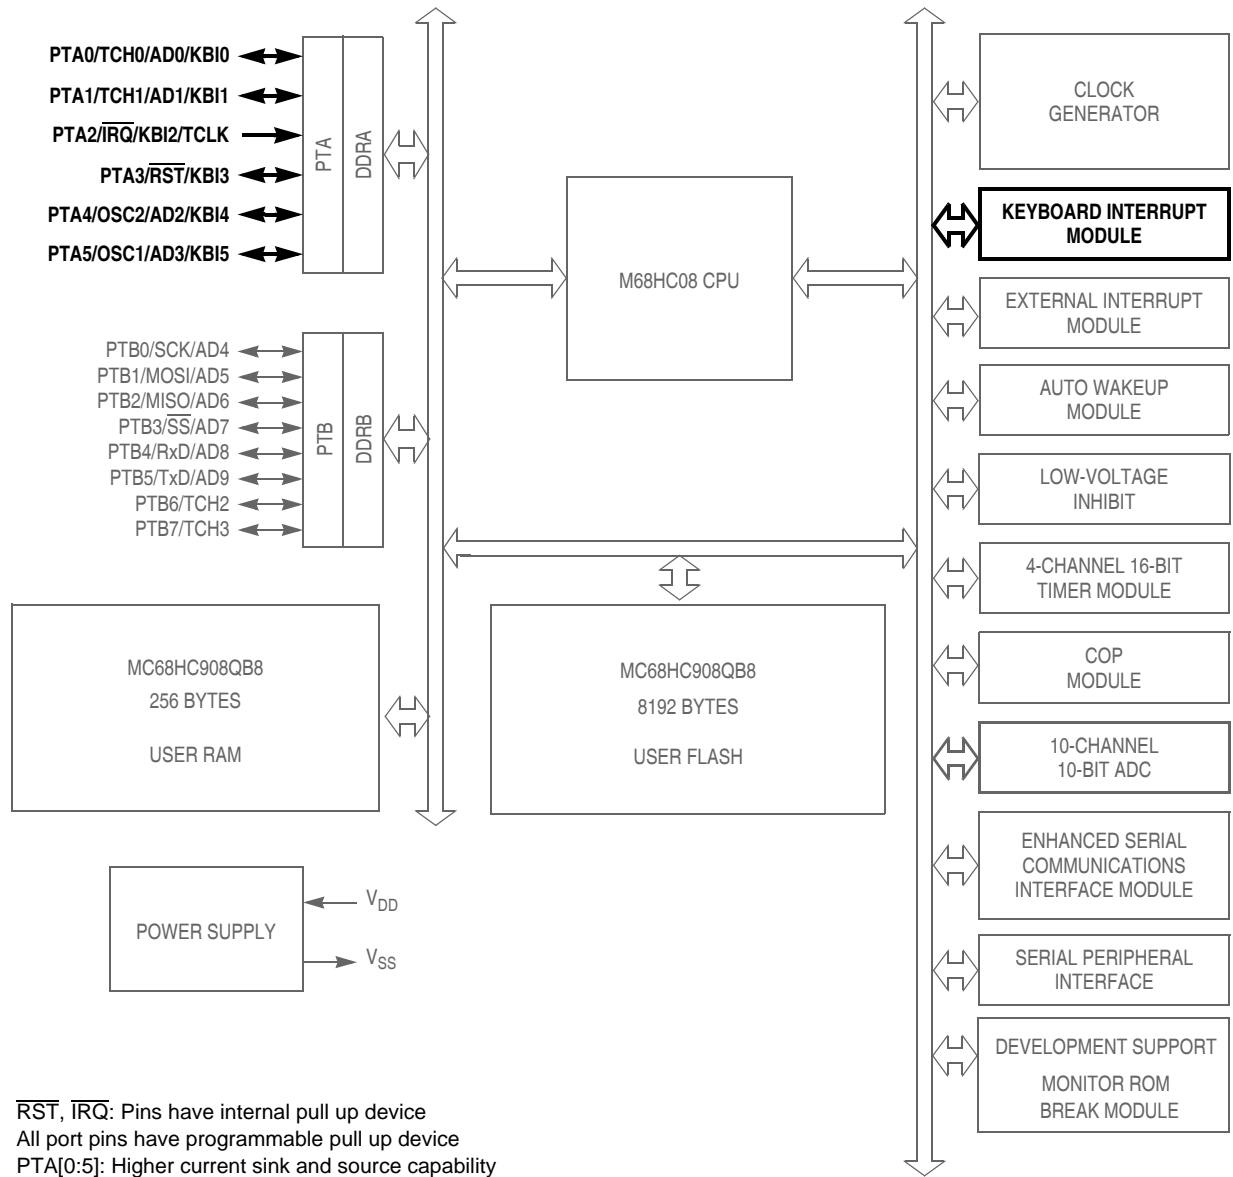 PTA0/TCH0/AD0/KBI0
PTA1/TCH1/AD1/KBI1
PTA2/I̅R̅Q̅/KBI2/TCLK
PTA3/R̅S̅T̅/KBI3
PTA4/OSC2/AD2/KBI4
PTA5/OSC1/AD3/KBI5
PTA
DDRA
PTB0/SCK/AD4
PTB1/MOSI/AD5
PTB2/MISO/AD6
PTB3/S̅S̅/AD7
PTB4/RxD/AD8
PTB5/TxD/AD9
PTB6/TCH2
PTB7/TCH3
PTB
DDRB
M68HC08 CPU
MC68HC908QB8
256 BYTES
USER RAM
MC68HC908QB8
8192 BYTES
USER FLASH
POWER SUPPLY
VDD
VSS
CLOCK
GENERATOR
KEYBOARD INTERRUPT
MODULE
EXTERNAL INTERRUPT
MODULE
AUTO WAKEUP
MODULE
LOW-VOLTAGE
INHIBIT
4-CHANNEL 16-BIT
TIMER MODULE
COP
MODULE
10-CHANNEL
10-BIT ADC
ENHANCED SERIAL
COMMUNICATIONS
INTERFACE MODULE
SERIAL PERIPHERAL
INTERFACE
DEVELOPMENT SUPPORT
MONITOR ROM
BREAK MODULE
R̅S̅T̅, I̅R̅Q̅: Pins have internal pull up device
All port pins have programmable pull up device
PTA[0:5]: Higher current sink and source capability